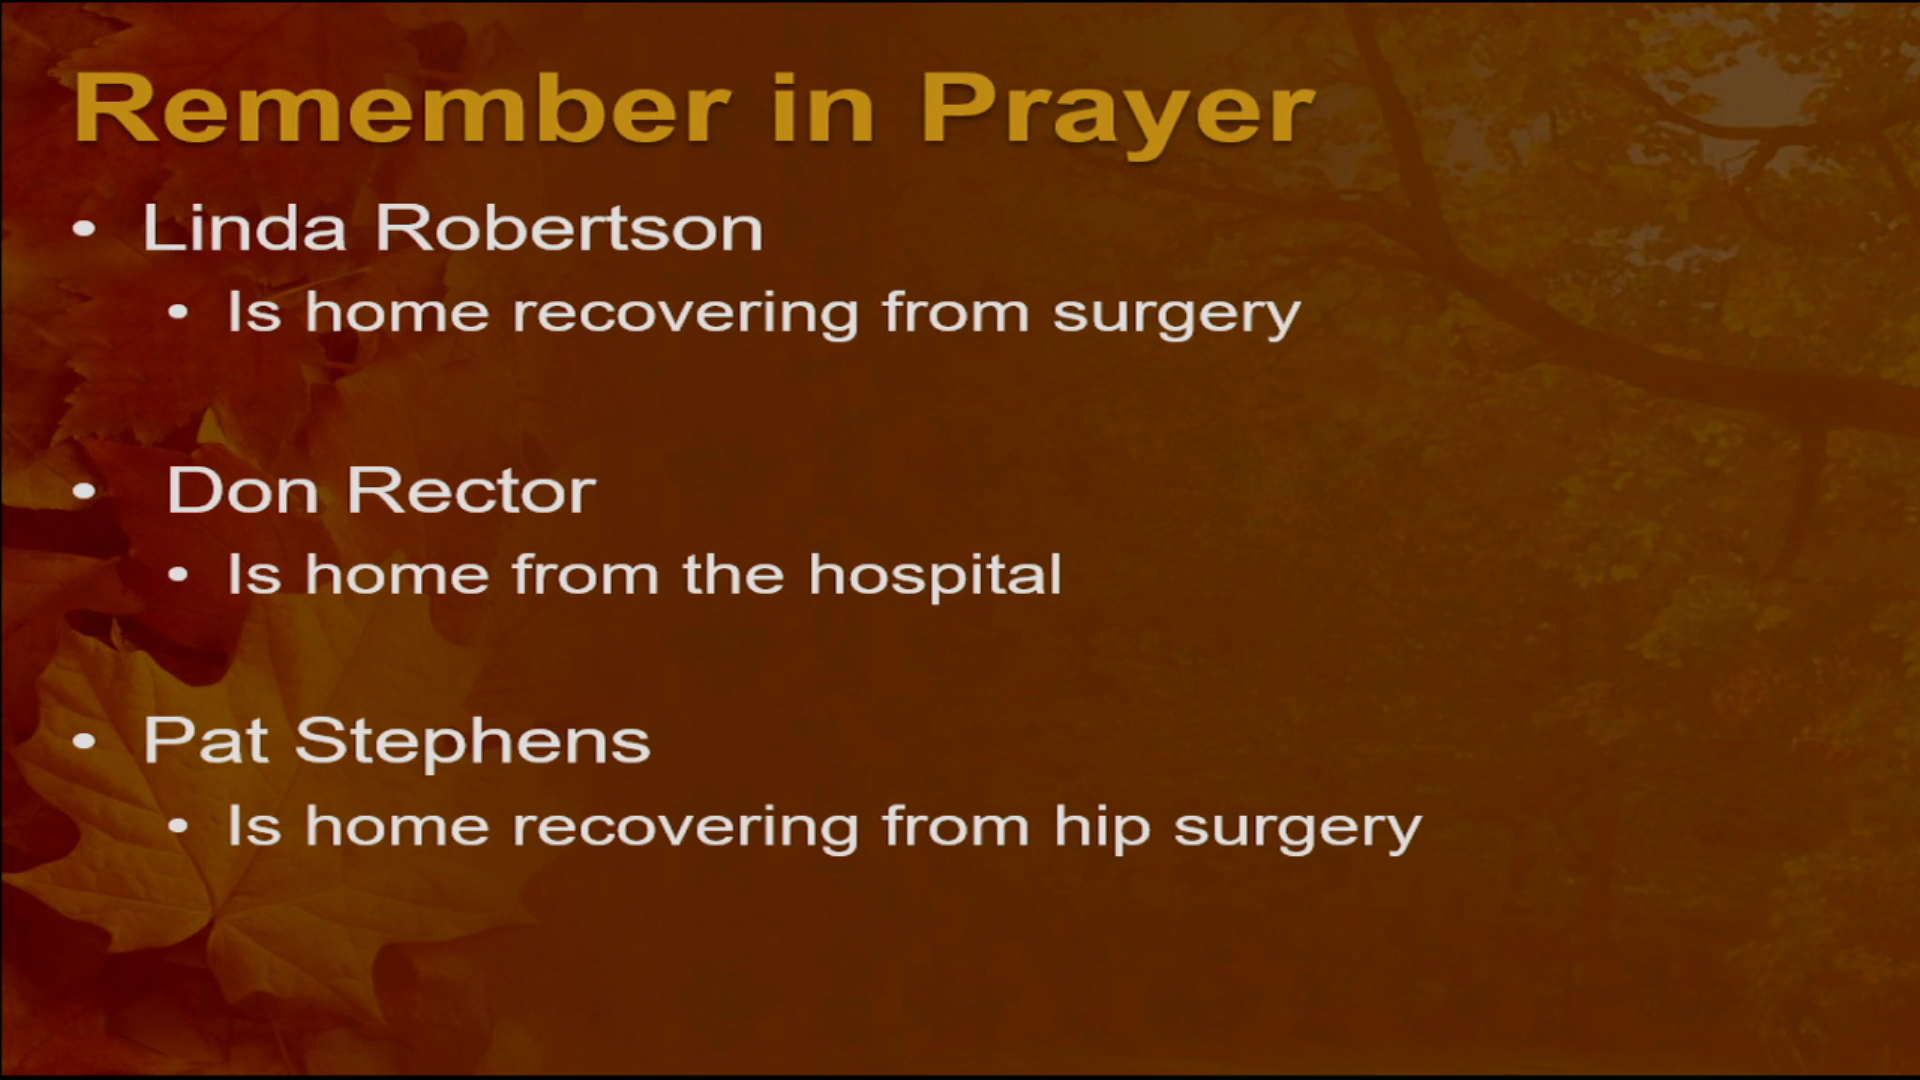 Remember in Prayer
• Linda Robertson
• Is home recovering from surgery
• Don Rector
• Is home from the hospital
• Pat Stephens
• Is home recovering from hip surgery